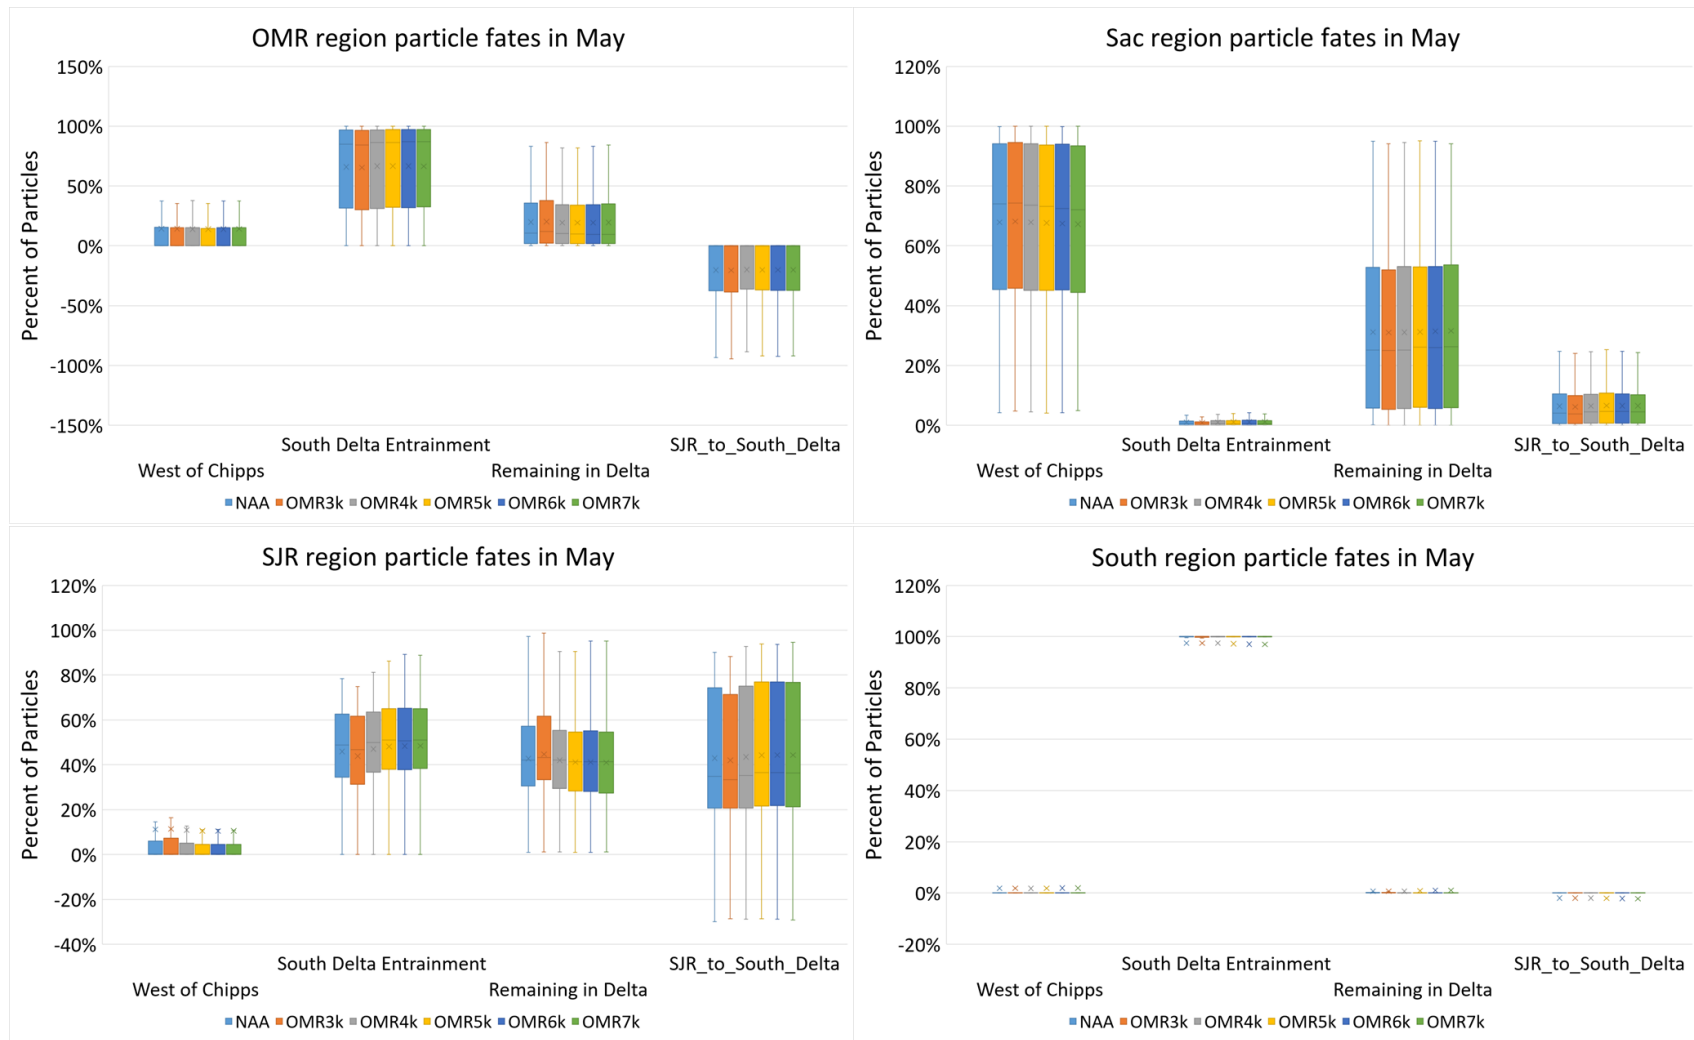 OMR region particle fates in May
150%
100%
50%
0%
-50%
-100%
-150%
Percent of Particles
South Delta Entrainment SJR_to_South_Delta
West of Chipps Remaining in Delta
NAA OMR3k OMR4k OMR5k OMR6k OMR7k
Sac region particle fates in May
120%
100%
80%
60%
40%
20%
0%
Percent of Particles
South Delta Entrainment SJR_to_South_Delta
West of Chipps Remaining in Delta
NAA OMR3k OMR4k OMR5k OMR6k OMR7k
SJR region particle fates in May
120%
100%
80%
60%
40%
20%
0%
-20%
-40%
Percent of Particles
South Delta Entrainment SJR_to_South_Delta
West of Chipps Remaining in Delta
NAA OMR3k OMR4k OMR5k OMR6k OMR7k
South region particle fates in May
120%
100%
80%
60%
40%
20%
0%
-20%
Percent of Particles
South Delta Entrainment SJR_to_South_Delta
West of Chipps Remaining in Delta
NAA OMR3k OMR4k OMR5k OMR6k OMR7k